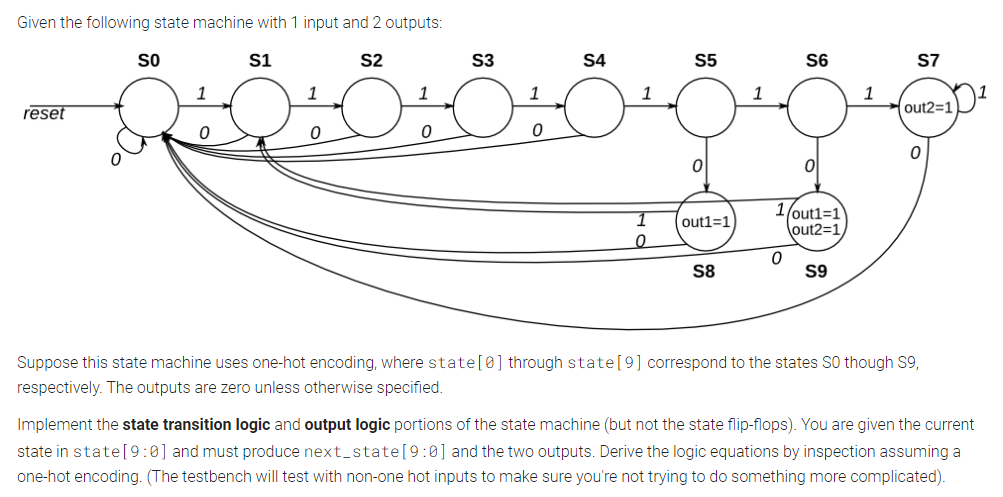 Given the following state machine with 1 input and 2 outputs:
S0 S1 S2 S3 S4 S5 S6 S7
1 1 1 1 1 1 1 1
reset
out2=1
0 0 0 0 0
0 0 0
1 out1=1 1 out1=1
out2=1
0 0
S8 S9
Suppose this state machine uses one-hot encoding, where state[0] through state[9] correspond to the states S0 though S9,
respectively. The outputs are zero unless otherwise specified.
Implement the state transition logic and output logic portions of the state machine (but not the state flip-flops). You are given the current
state in state[9:0] and must produce next_state[9:0] and the two outputs. Derive the logic equations by inspection assuming a
one-hot encoding. (The testbench will test with non-one hot inputs to make sure you're not trying to do something more complicated).